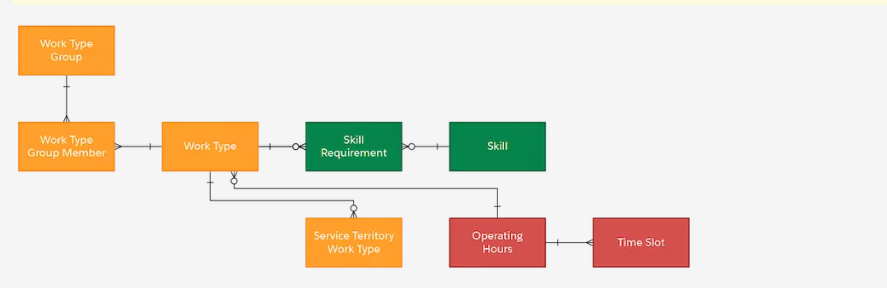 Work Type
Group
Work Type
Group Member
Work Type
Skill
Requirement
Skill
Service Territory
Work Type
Operating
Hours
Time Slot